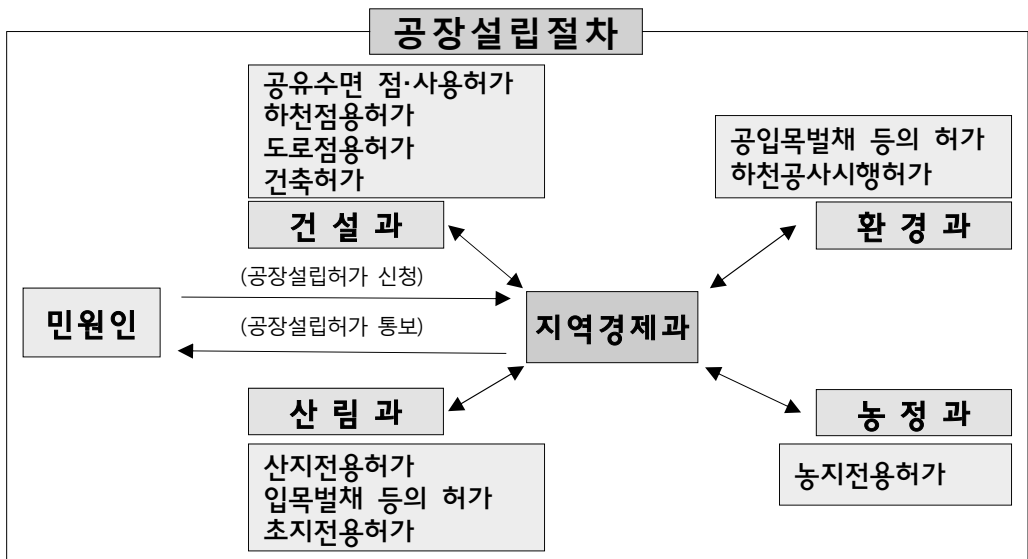 공장설립절차
공유수면 점·사용허가
하천점용허가
도로점용허가
건축허가
건 설 과
공입목벌채 등의 허가
하천공사시행허가
환 경 과
(공장설립허가 신청)
민원인
(공장설립허가 통보)
지역경제과
산 림 과
산지전용허가
입목벌채 등의 허가
초지전용허가
농 정 과
농지전용허가